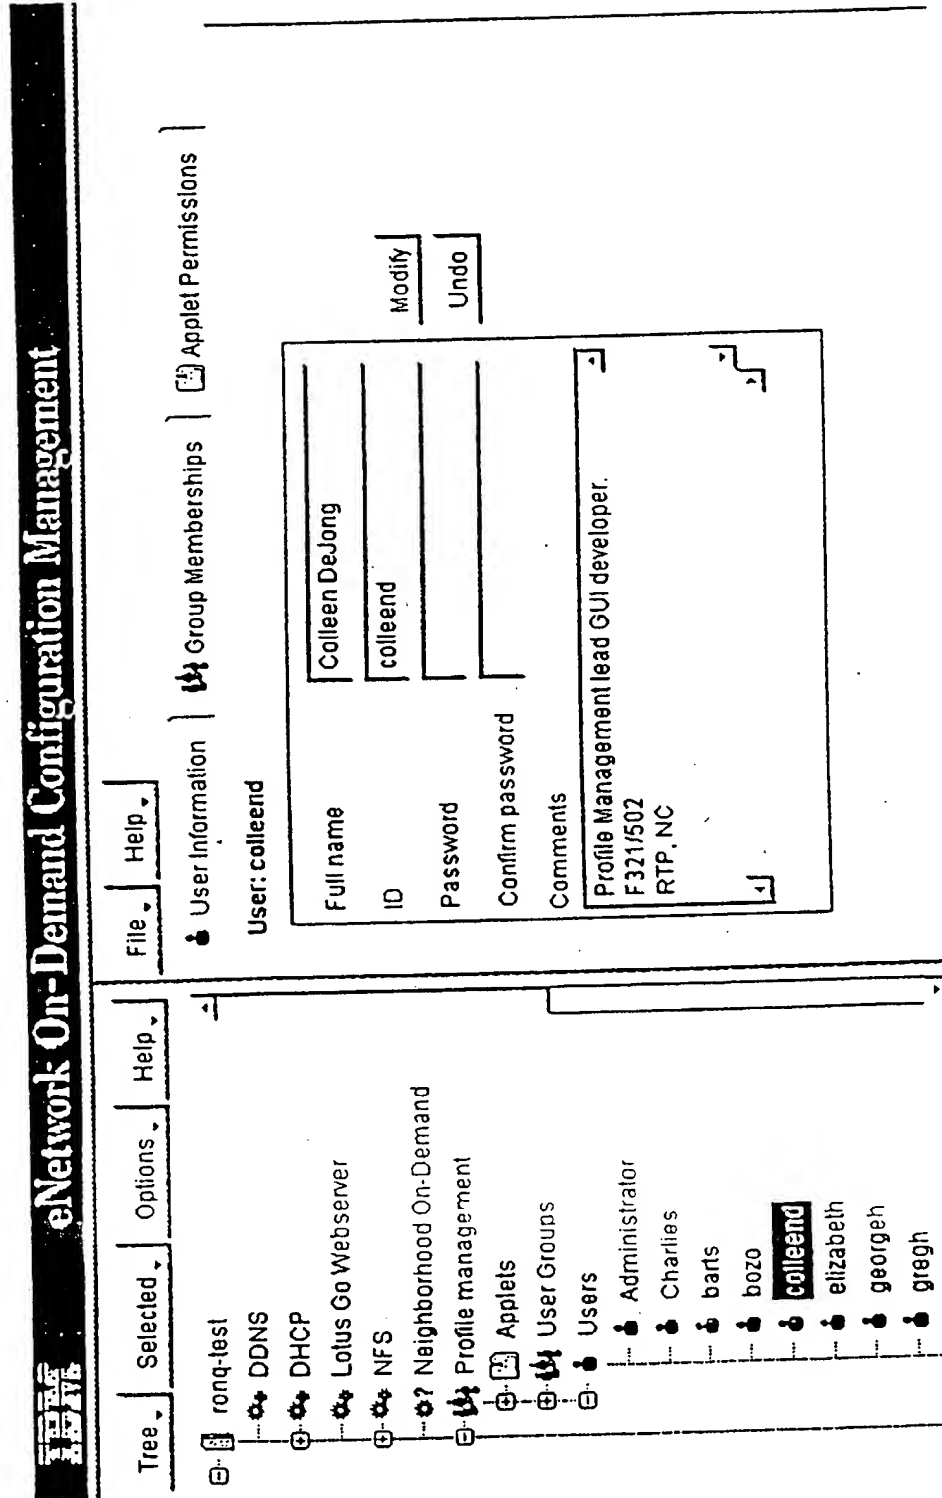 IBM eNetwork On-Demand Configuration Management
Tree Selected Options Help
ronq-test
DDNS
DHCP
Lotus Go Webserver
NFS
Neighborhood On-Demand
Profile management
Applets
User Groups
Users
Administrator
Charlies
barts
bozo
colleend
elizabeth
georgeh
gregh
File Help
User Information Group Memberships Applet Permissions
User: colleend
Full name Colleen DeJong
ID colleend Modify
Password Undo
Confirm password
Comments
Profile Management lead GUI developer.
F321/502
RTP, NC